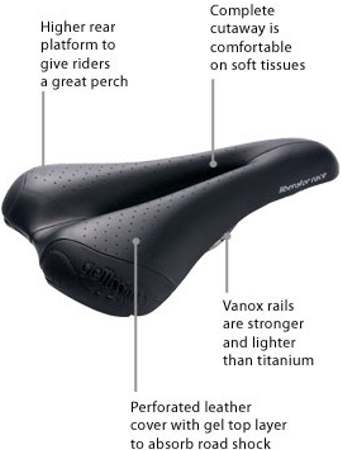 Complete
cutaway is
comfortable
on soft tissues
Higher rear
platform to
give riders
a great perch
liberator race
Vanox rails
are stronger
and lighter
than titanium
Perforated leather
cover with gel top layer
to absorb road shock